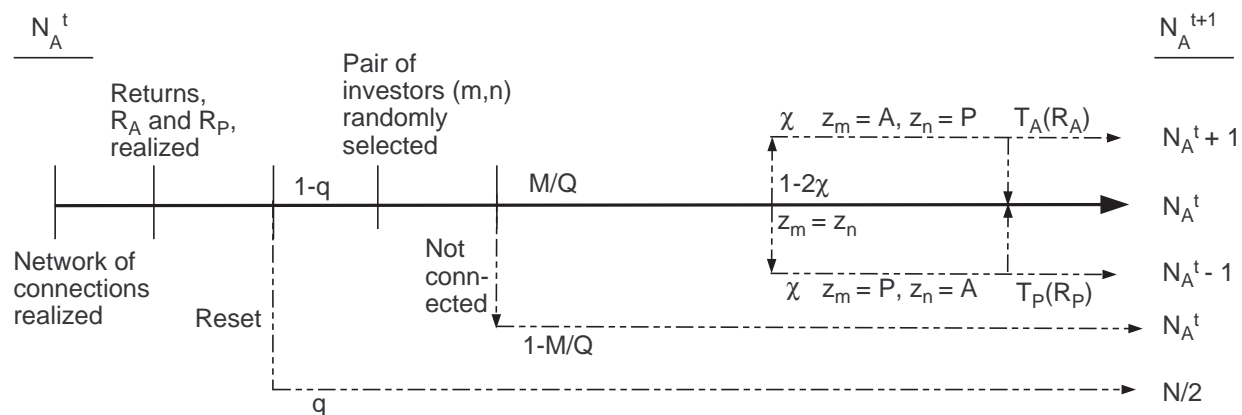 N_A^t
N_A^{t+1}
Returns,
R_A and R_P,
realized
Pair of
investors (m,n)
randomly
selected
χ z_m = A, z_n = P
T_A(R_A)
N_A^t + 1
1-q
M/Q
1-2χ
z_m = z_n
N_A^t
Network of
connections
realized
Reset
Not
conn-
ected
χ z_m = P, z_n = A
T_P(R_P)
N_A^t - 1
1-M/Q
N_A^t
q
N/2